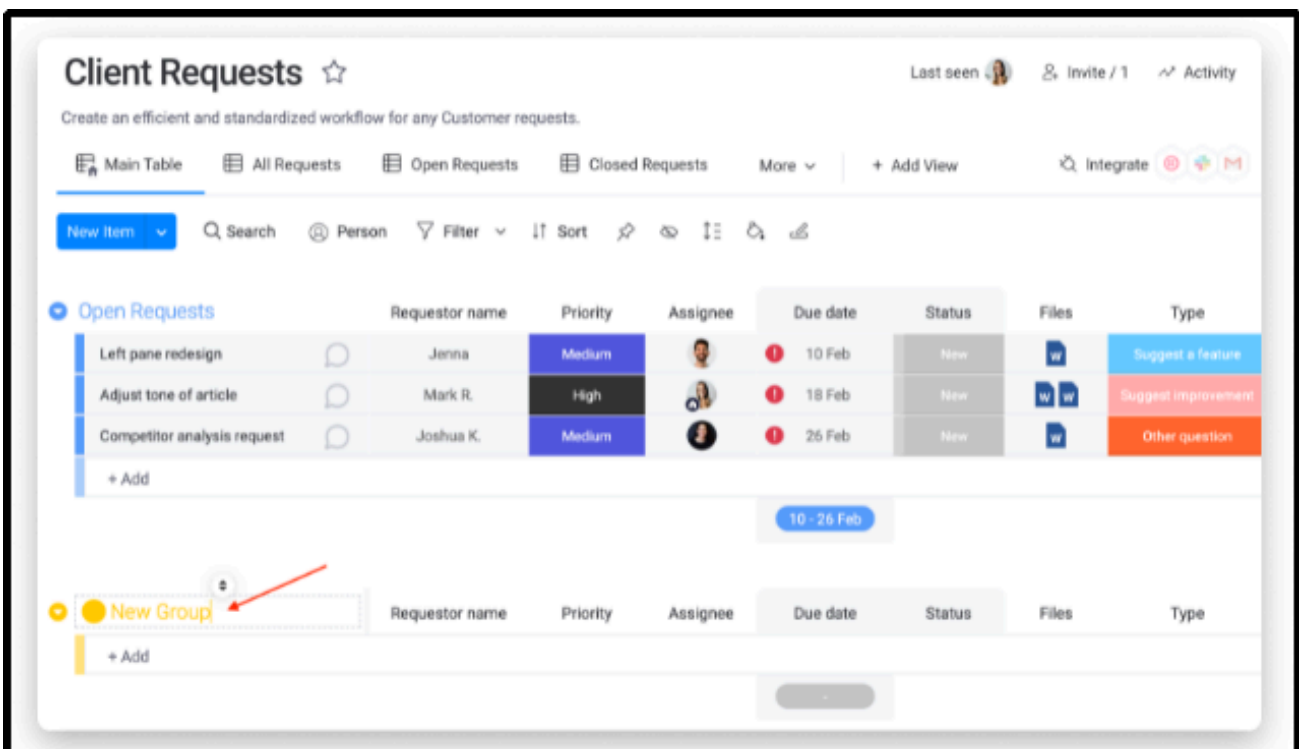 Client Requests
Last seen Invite / 1 Activity
Create an efficient and standardized workflow for any Customer requests.
Main Table All Requests Open Requests Closed Requests More + Add View Integrate
New Item Search Person Filter Sort
Open Requests Requestor name Priority Assignee Due date Status Files Type
Left pane redesign Jenna Medium ! 10 Feb New W Suggest a feature
Adjust tone of article Mark R. High ! 18 Feb New W W Suggest improvement
Competitor analysis request Joshua K. Medium ! 26 Feb New W Other question
+ Add
10 - 26 Feb
New Group Requestor name Priority Assignee Due date Status Files Type
+ Add
-